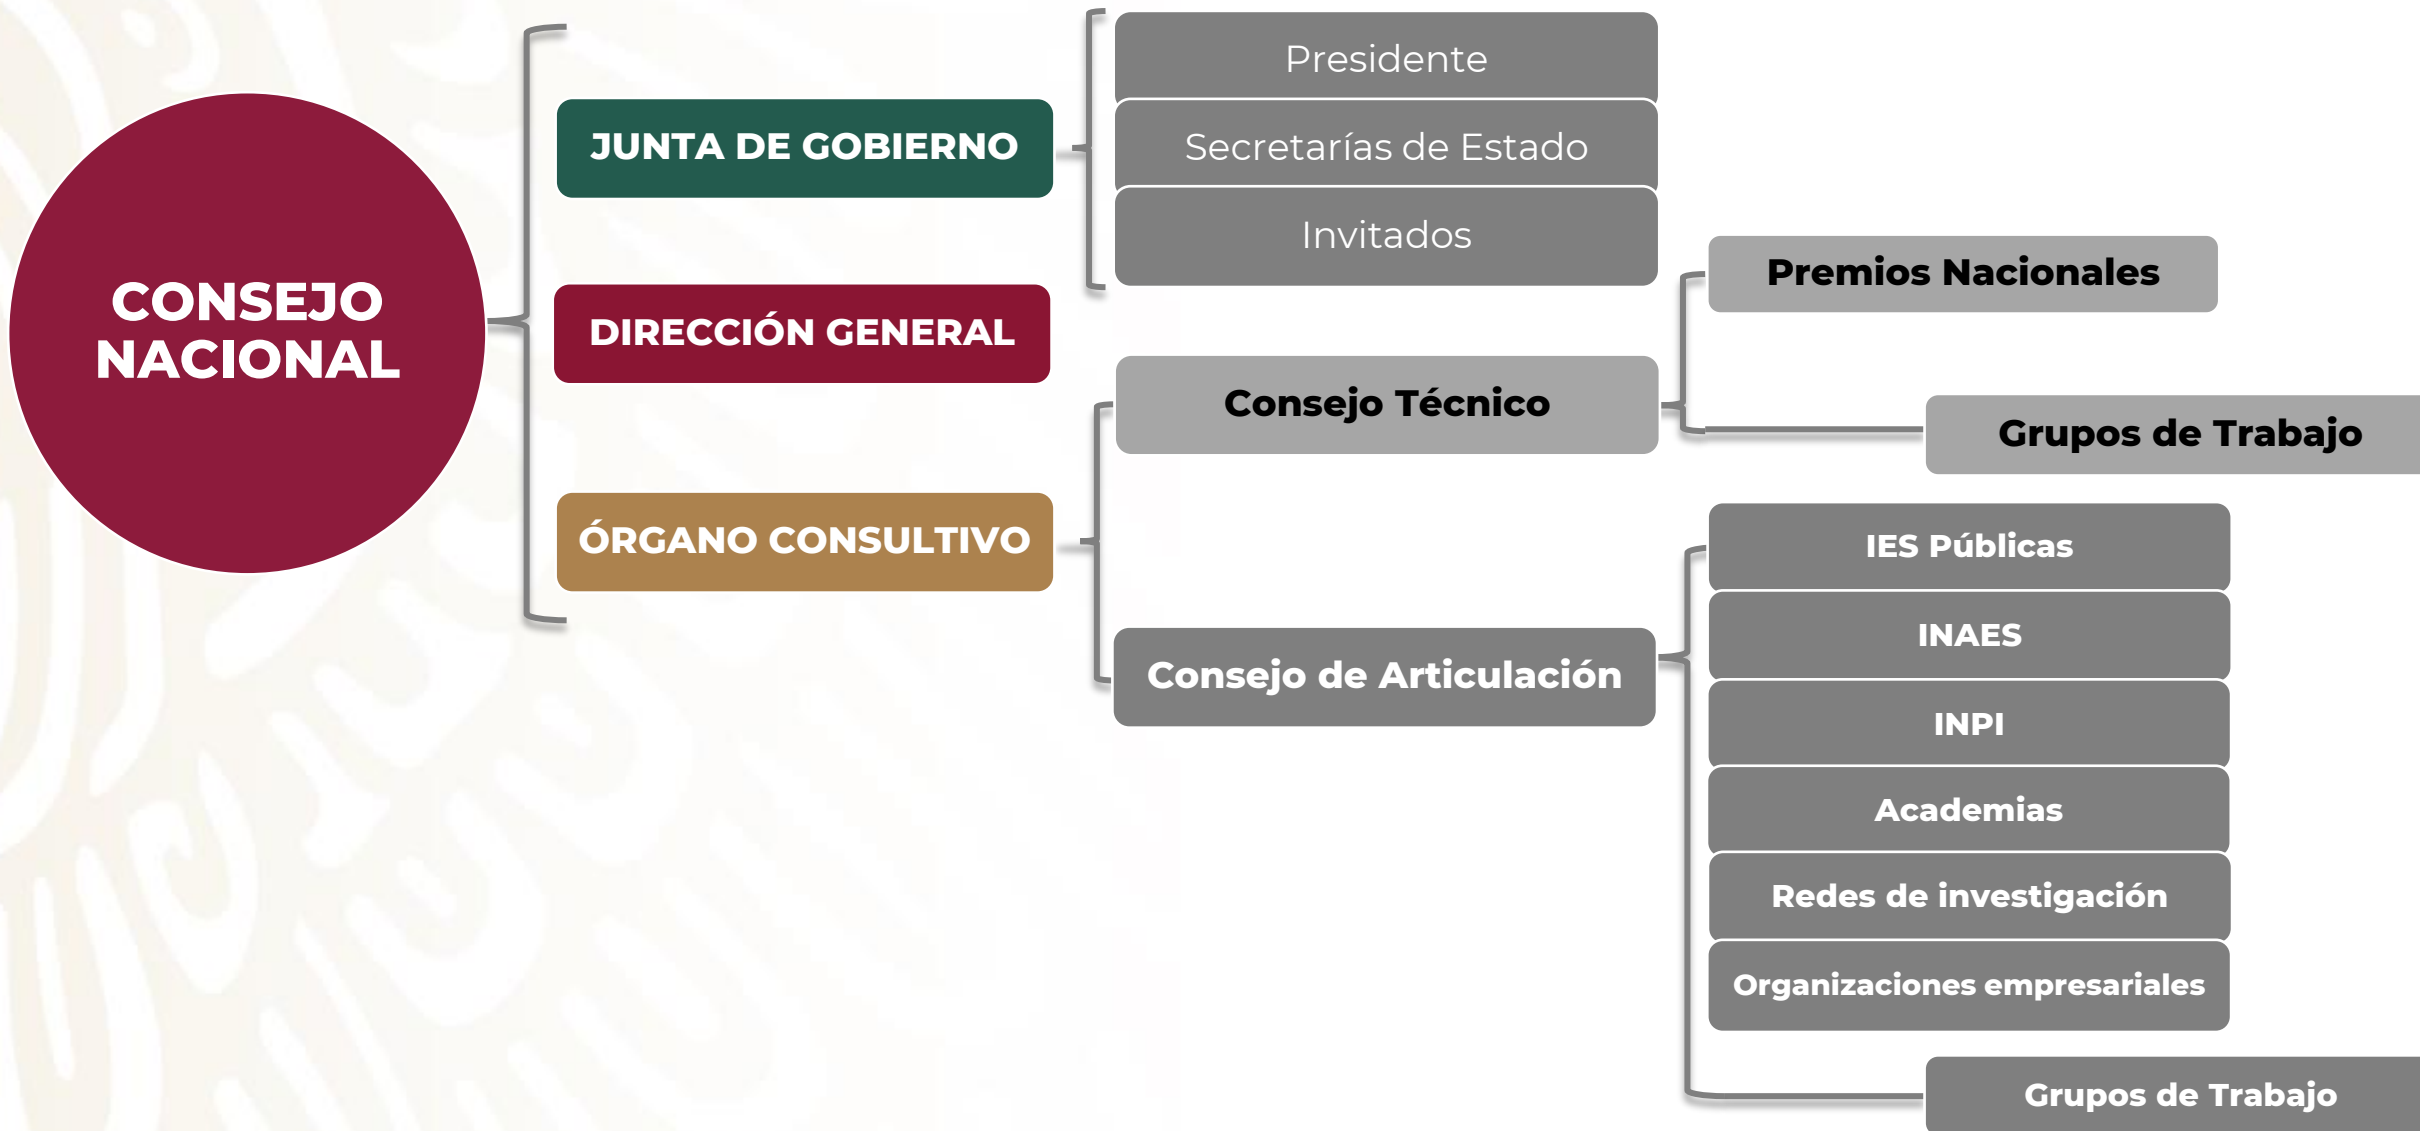 CONSEJO
NACIONAL
JUNTA DE GOBIERNO
Presidente
Secretarías de Estado
Invitados
DIRECCIÓN GENERAL
ÓRGANO CONSULTIVO
Consejo Técnico
Premios Nacionales
Grupos de Trabajo
Consejo de Articulación
IES Públicas
INAES
INPI
Academias
Redes de investigación
Organizaciones empresariales
Grupos de Trabajo